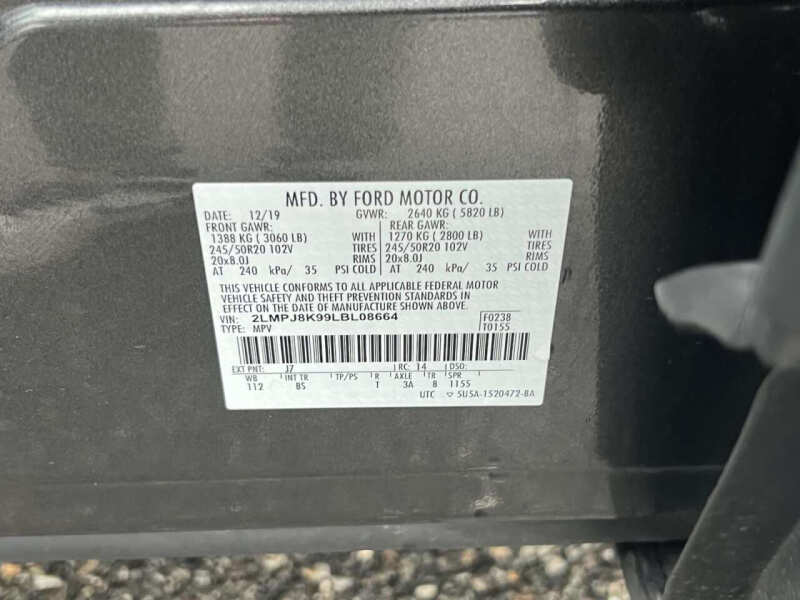 MFD. BY FORD MOTOR CO.
DATE: 12/19 GVWR: 2640 KG ( 5820 LB)
FRONT GAWR: REAR GAWR:
1388 KG ( 3060 LB) WITH 1270 KG ( 2800 LB) WITH
245/50R20 102V TIRES 245/50R20 102V TIRES
20x8.0J RIMS 20x8.0J RIMS
AT 240 kPa/ 35 PSI COLD AT 240 kPa/ 35 PSI COLD
THIS VEHICLE CONFORMS TO ALL APPLICABLE FEDERAL MOTOR
VEHICLE SAFETY AND THEFT PREVENTION STANDARDS IN
EFFECT ON THE DATE OF MANUFACTURE SHOWN ABOVE.
VIN: 2LMPJ8K99LBL08664 F0238
TYPE: MPV T0155
EXT PNT: J7 RC: 14 DSO:
WB INT TR TP/PS R AXLE TR SPR
112 BS T 3A 8 1155
UTC ▽ 5U5A-1520472-BA